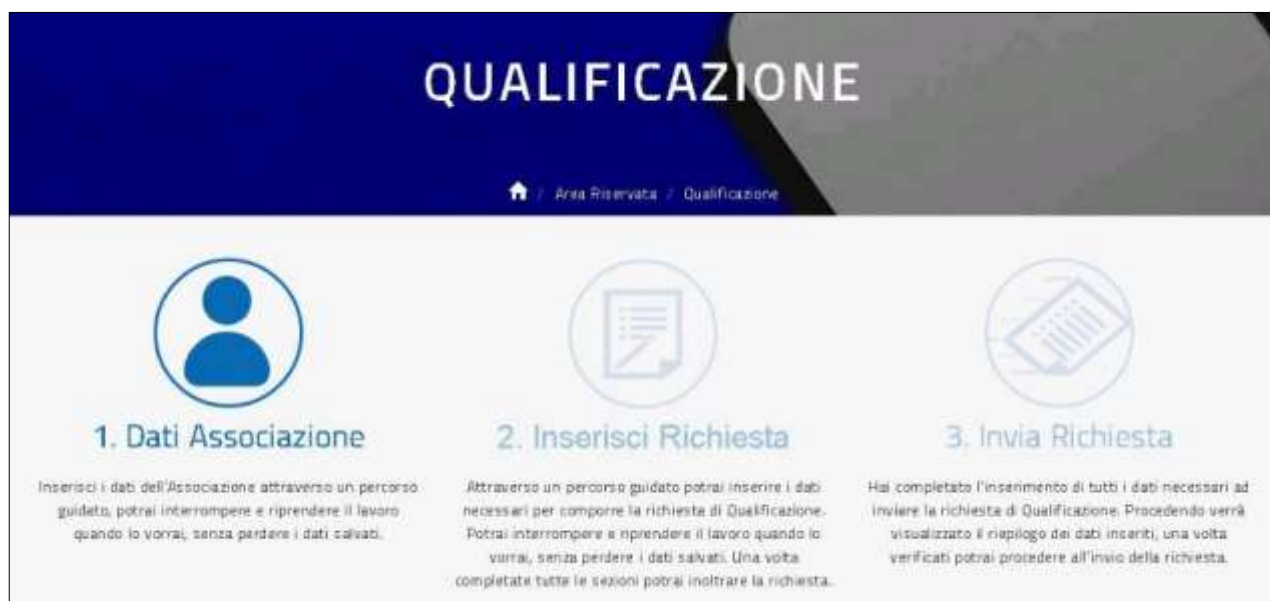 QUALIFICAZIONE
/ Area Riservata / Qualificazione
1. Dati Associazione
Inserisci i dati dell'Associazione attraverso un percorso
guidato, potrai interrompere e riprendere il lavoro
quando lo vorrai, senza perdere i dati salvati.
2. Inserisci Richiesta
Attraverso un percorso guidato potrai inserire i dati
necessari per comporre la richiesta di Qualificazione.
Potrai interrompere e riprendere il lavoro quando lo
vorrai, senza perdere i dati salvati. Una volta
completate tutte le sezioni potrai inoltrare la richiesta.
3. Invia Richiesta
Hai completato l'inserimento di tutti i dati necessari ad
inviare la richiesta di Qualificazione. Procedendo verrà
visualizzato il riepilogo dei dati inseriti, una volta
verificati potrai procedere all'invio della richiesta.